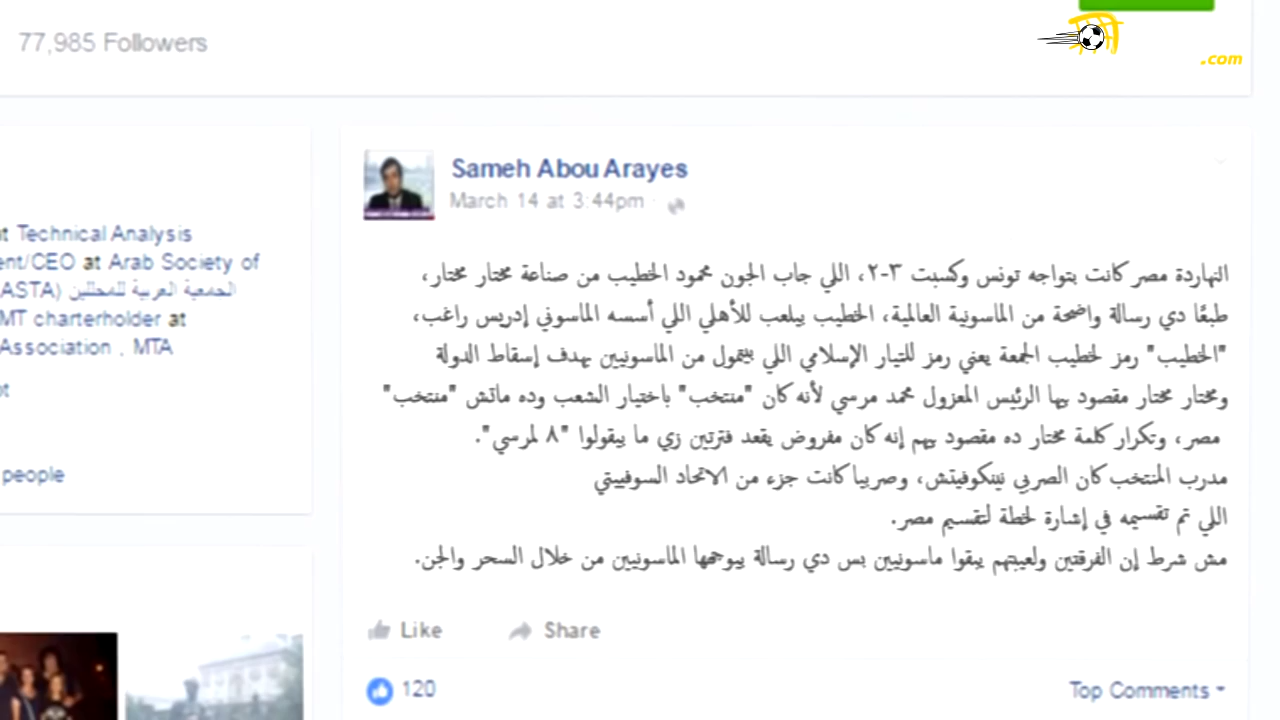 77,985 Followers
.com
Sameh Abou Arayes
March 14 at 3:44pm
at Technical Analysis
ent/CEO at Arab Society of
ASTA) الجمعية العربية للمحللين
MT charterholder at
Association , MTA
people
النهاردة مصر كانت بتواجه تونس وكسبت ٣-٢، اللي جاب الجون محمود الخطيب من صناعة مختار مختار،
طبعًا دي رسالة واضحة من الماسونية العالمية، الخطيب بيلعب للأهلي اللي أسسه الماسوني إدريس راغب،
"الخطيب" رمز لخطيب الجمعة يعني رمز للتيار الإسلامي اللي بيتمول من الماسونيين بهدف إسقاط الدولة
ومختار مختار مقصود بيها الرئيس المعزول محمد مرسي لأنه كان "منتخب" باختيار الشعب وده ماتش "منتخب"
مصر، وتكرار كلمة مختار ده مقصود بيهم إنه كان مفروض يقعد فترتين زي ما بيقولوا "٨ لمرسي".
مدرب المنتخب كان الصربي نينكوفيتش، وصربيا كانت جزء من الاتحاد السوفييتي
اللي تم تقسيمه في إشارة لخطة لتقسيم مصر.
مش شرط إن الفرقتين ولعيبتهم يبقوا ماسونيين بس دي رسالة بيوجهها الماسونيين من خلال السحر والجن.
Like Share
120
Top Comments